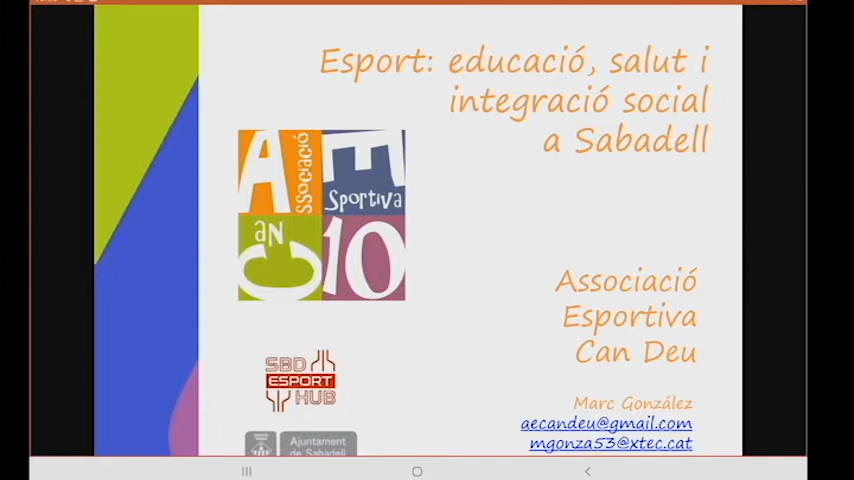 Esport: educació, salut i
integració social
a Sabadell
Associació
Esportiva
Can Deu
Marc González
aecandeu@gmail.com
mgonza53@xtec.cat
A
ssociació
E
Sportiva
C
aN
10
SBD
ESPORT
HUB
Ajuntament
de Sabadell